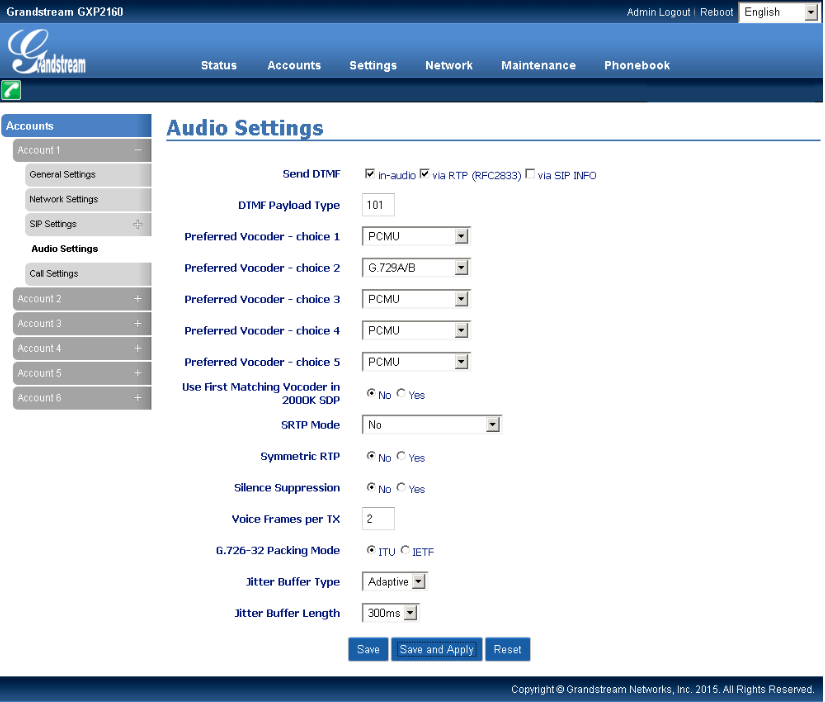 Grandstream GXP2160
Admin Logout | Reboot English
Grandstream
Status Accounts Settings Network Maintenance Phonebook
Accounts
Account 1 −
General Settings
Network Settings
SIP Settings +
Audio Settings
Call Settings
Account 2 +
Account 3 +
Account 4 +
Account 5 +
Account 6 +
Audio Settings
Send DTMF in-audio via RTP (RFC2833) via SIP INFO
DTMF Payload Type 101
Preferred Vocoder - choice 1 PCMU
Preferred Vocoder - choice 2 G.729A/B
Preferred Vocoder - choice 3 PCMU
Preferred Vocoder - choice 4 PCMU
Preferred Vocoder - choice 5 PCMU
Use First Matching Vocoder in
200OK SDP No Yes
SRTP Mode No
Symmetric RTP No Yes
Silence Suppression No Yes
Voice Frames per TX 2
G.726-32 Packing Mode ITU IETF
Jitter Buffer Type Adaptive
Jitter Buffer Length 300ms
Save Save and Apply Reset
Copyright © Grandstream Networks, Inc. 2015. All Rights Reserved.